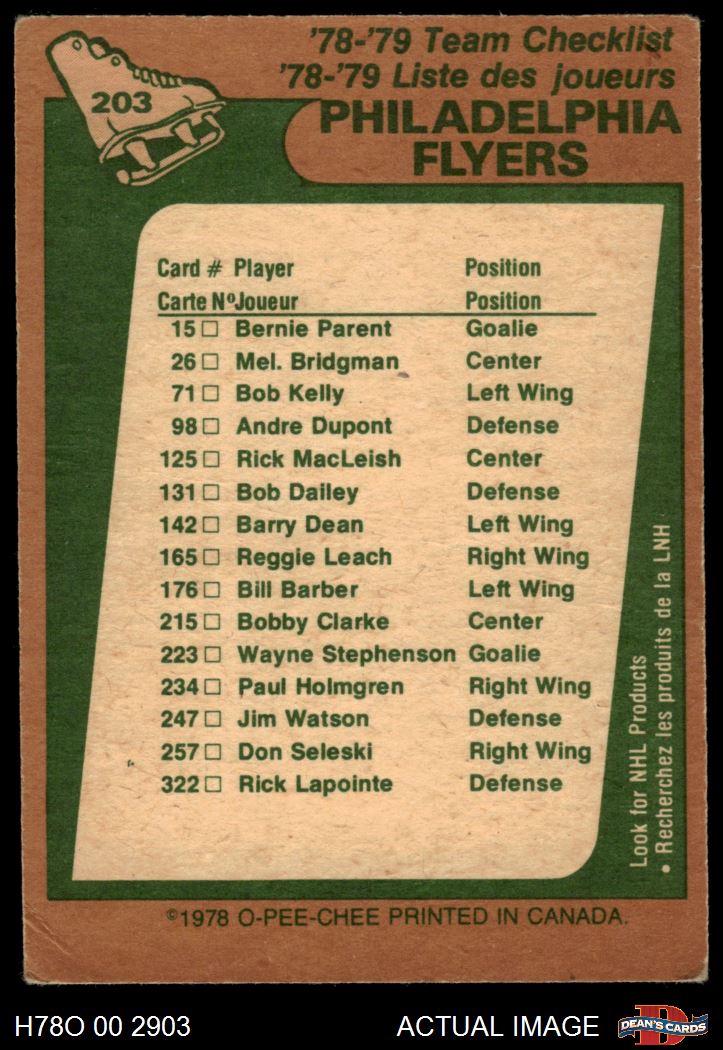 203
'78-'79 Team Checklist
'78-'79 Liste des joueurs
PHILADELPHIA
FLYERS
Card # Player Position
Carte Nº Joueur Position
15 □ Bernie Parent Goalie
26 □ Mel. Bridgman Center
71 □ Bob Kelly Left Wing
98 □ Andre Dupont Defense
125 □ Rick MacLeish Center
131 □ Bob Dailey Defense
142 □ Barry Dean Left Wing
165 □ Reggie Leach Right Wing
176 □ Bill Barber Left Wing
215 □ Bobby Clarke Center
223 □ Wayne Stephenson Goalie
234 □ Paul Holmgren Right Wing
247 □ Jim Watson Defense
257 □ Don Seleski Right Wing
322 □ Rick Lapointe Defense
Look for NHL Products
• Recherchez les produits de la LNH
©1978 O-PEE-CHEE PRINTED IN CANADA.
H78O 00 2903 ACTUAL IMAGE
D
DEAN'S CARDS